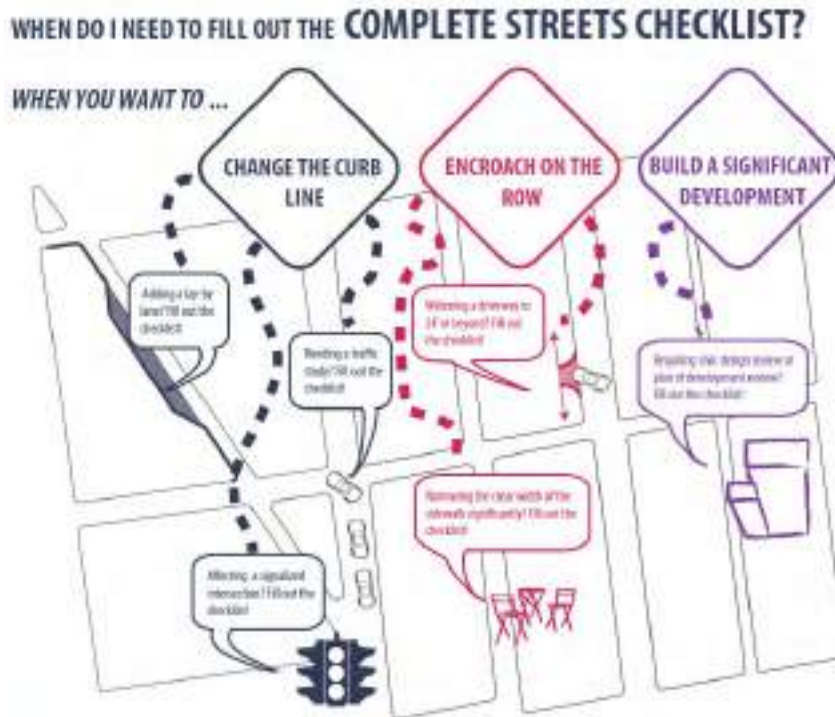 WHEN DO I NEED TO FILL OUT THE COMPLETE STREETS CHECKLIST?
WHEN YOU WANT TO ...
CHANGE THE CURB
LINE
ENCROACH ON THE
ROW
BUILD A SIGNIFICANT
DEVELOPMENT
Adding a lay-by
lane? Fill out the
checklist!
Needing a traffic
study? Fill out the
checklist!
Widening a driveway to
24' or beyond? Fill out
the checklist!
Requiring civic design review or
plan of development review?
Fill out the checklist!
Narrowing the clear width of the
sidewalk significantly? Fill out the
checklist!
Affecting a signalized
intersection? Fill out the
checklist!